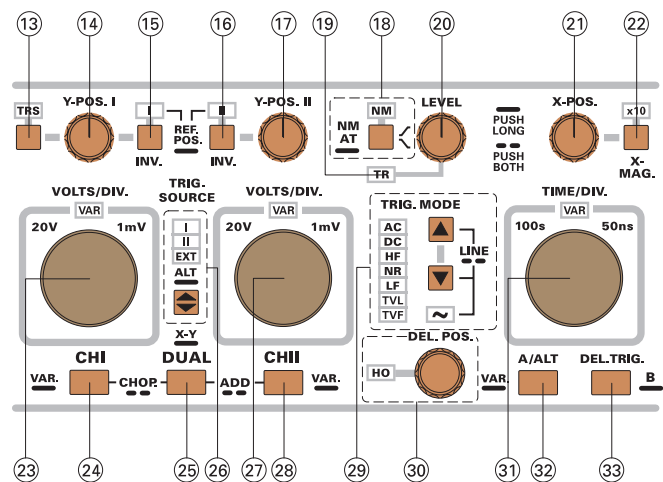 13 14 15 16 17 18 19 20 21 22
TRS Y-POS. I I II Y-POS. II NM LEVEL X-POS. x10
REF.
POS.
NM
AT
PUSH
LONG
PUSH
BOTH
INV. INV. X-
MAG.
TR
VOLTS/DIV. TRIG.
SOURCE VOLTS/DIV. TRIG. MODE TIME/DIV.
VAR VAR VAR
20V 1mV 20V 1mV 100s 50ns
I
II
EXT
ALT
AC
DC
HF
NR
LF
TVL
TVF
LINE
~
X-Y
CHI DUAL CHII DEL. POS.
HO
VAR. CHOP. ADD VAR. VAR. A/ALT DEL.TRIG. B
23 24 25 26 27 28 29 30 31 32 33